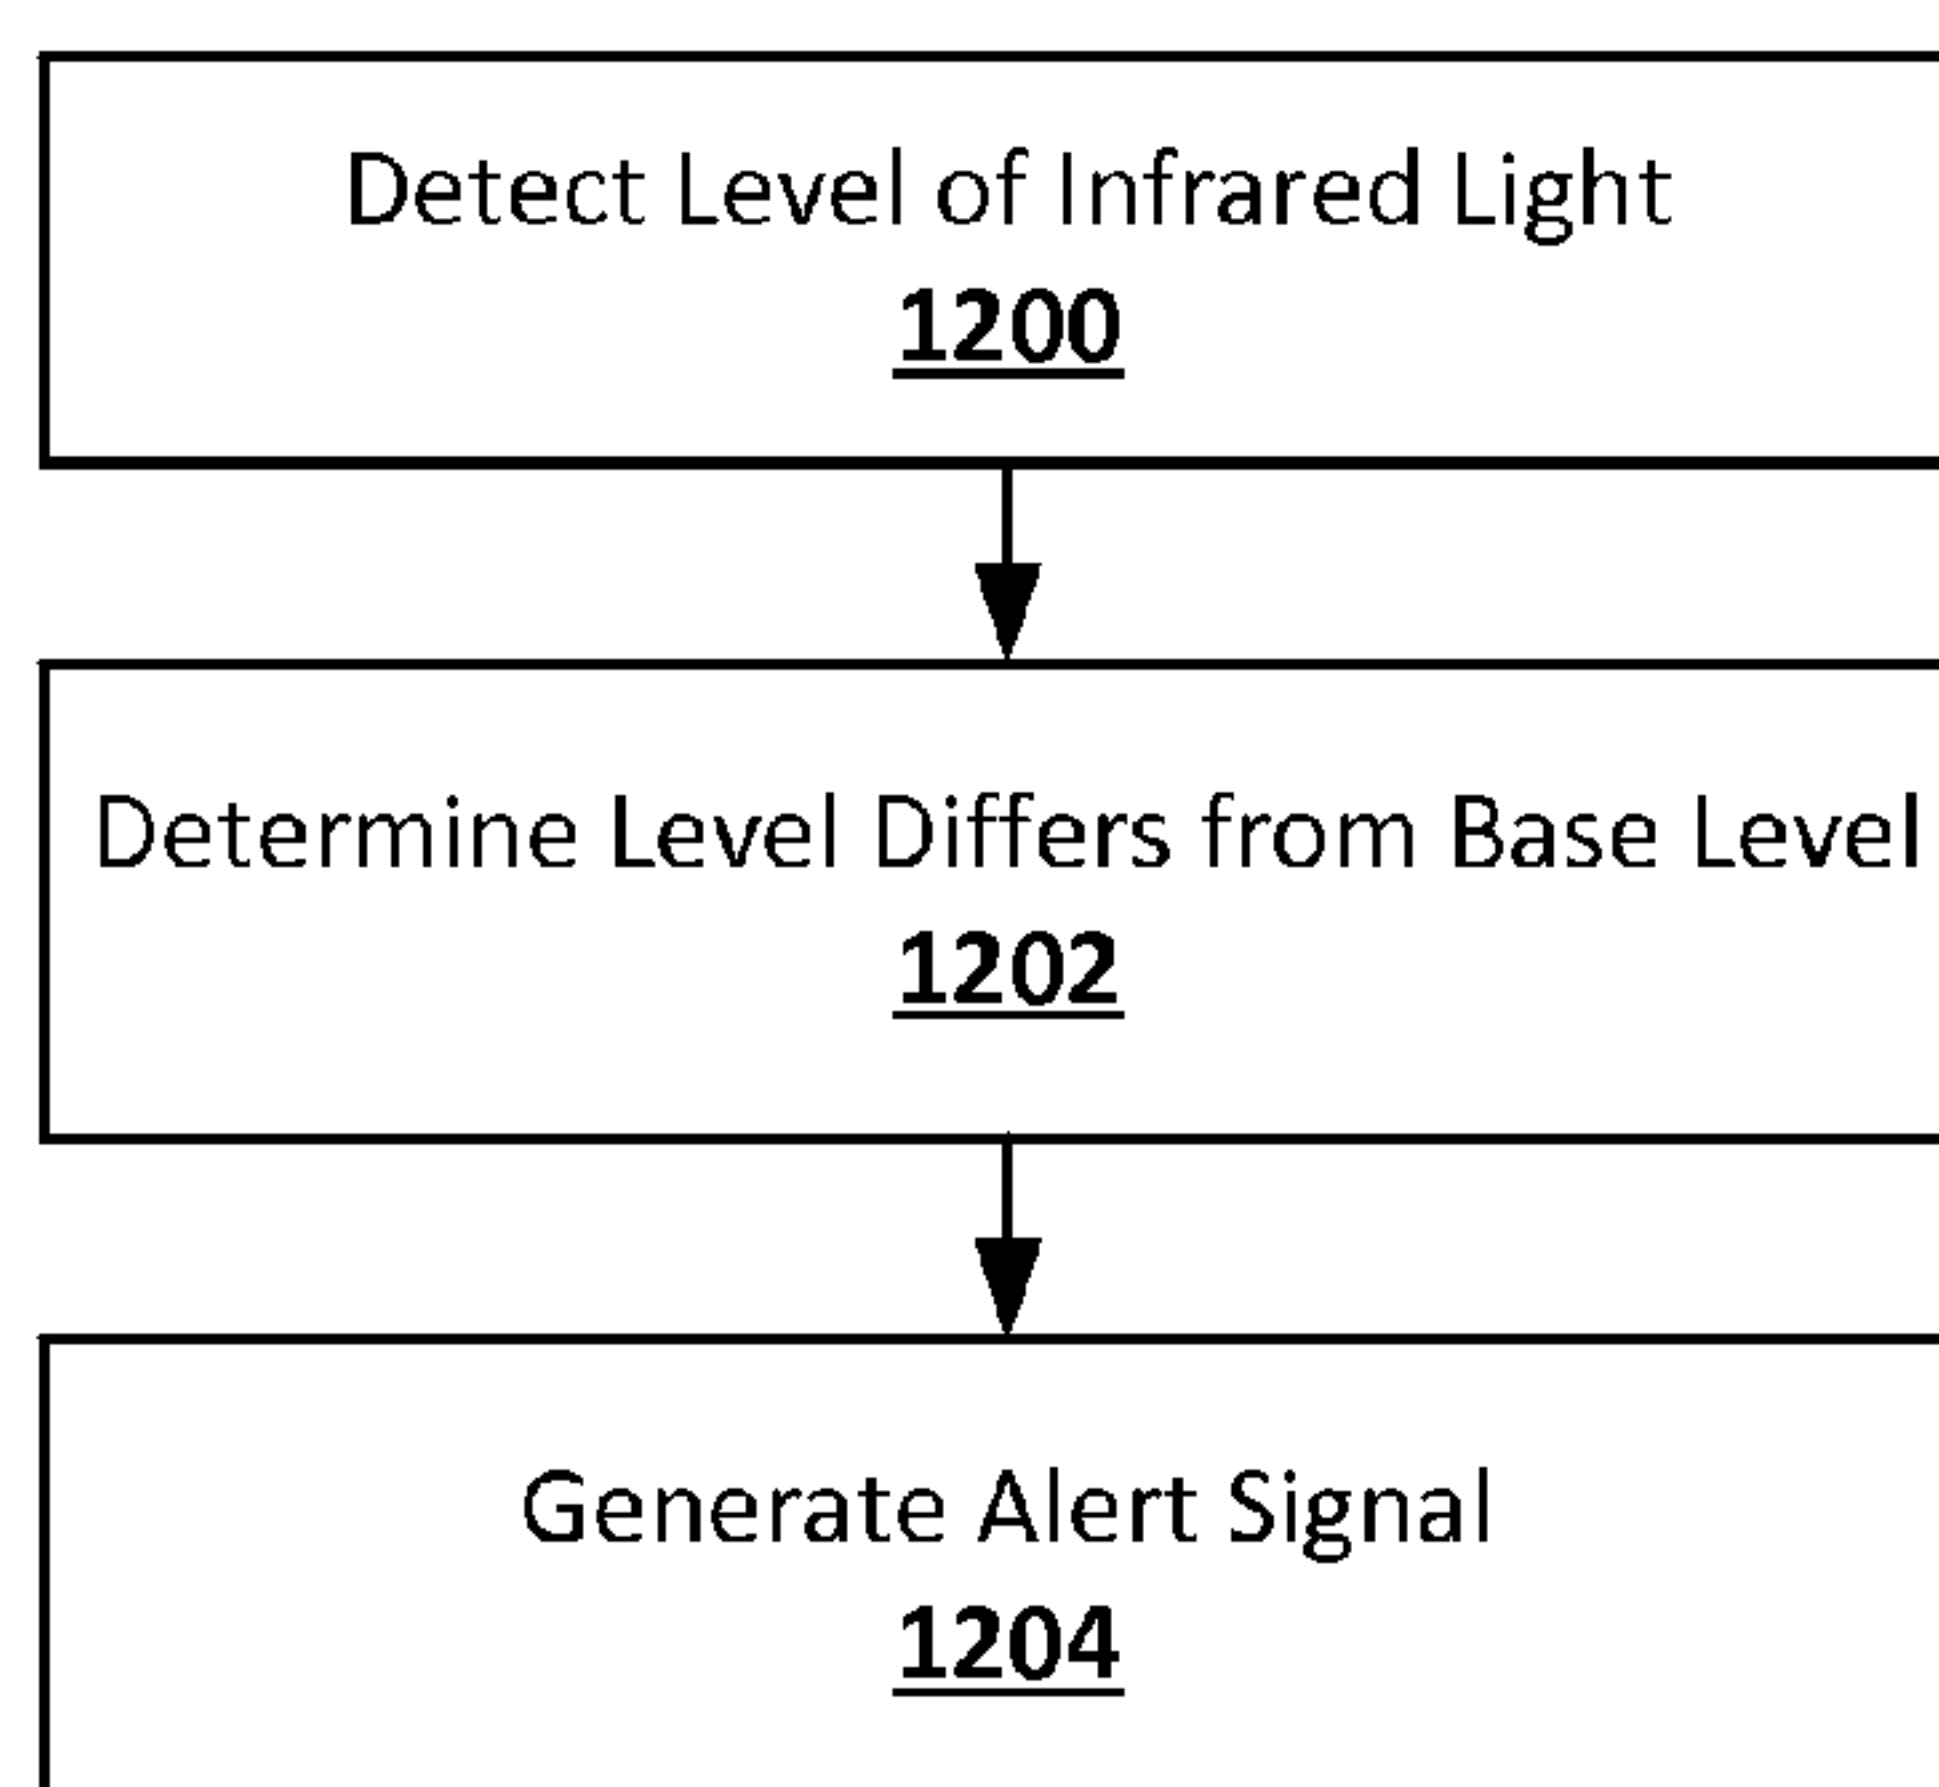 Detect Level of Infrared Light
1200
Determine Level Differs from Base Level
1202
Generate Alert Signal
1204